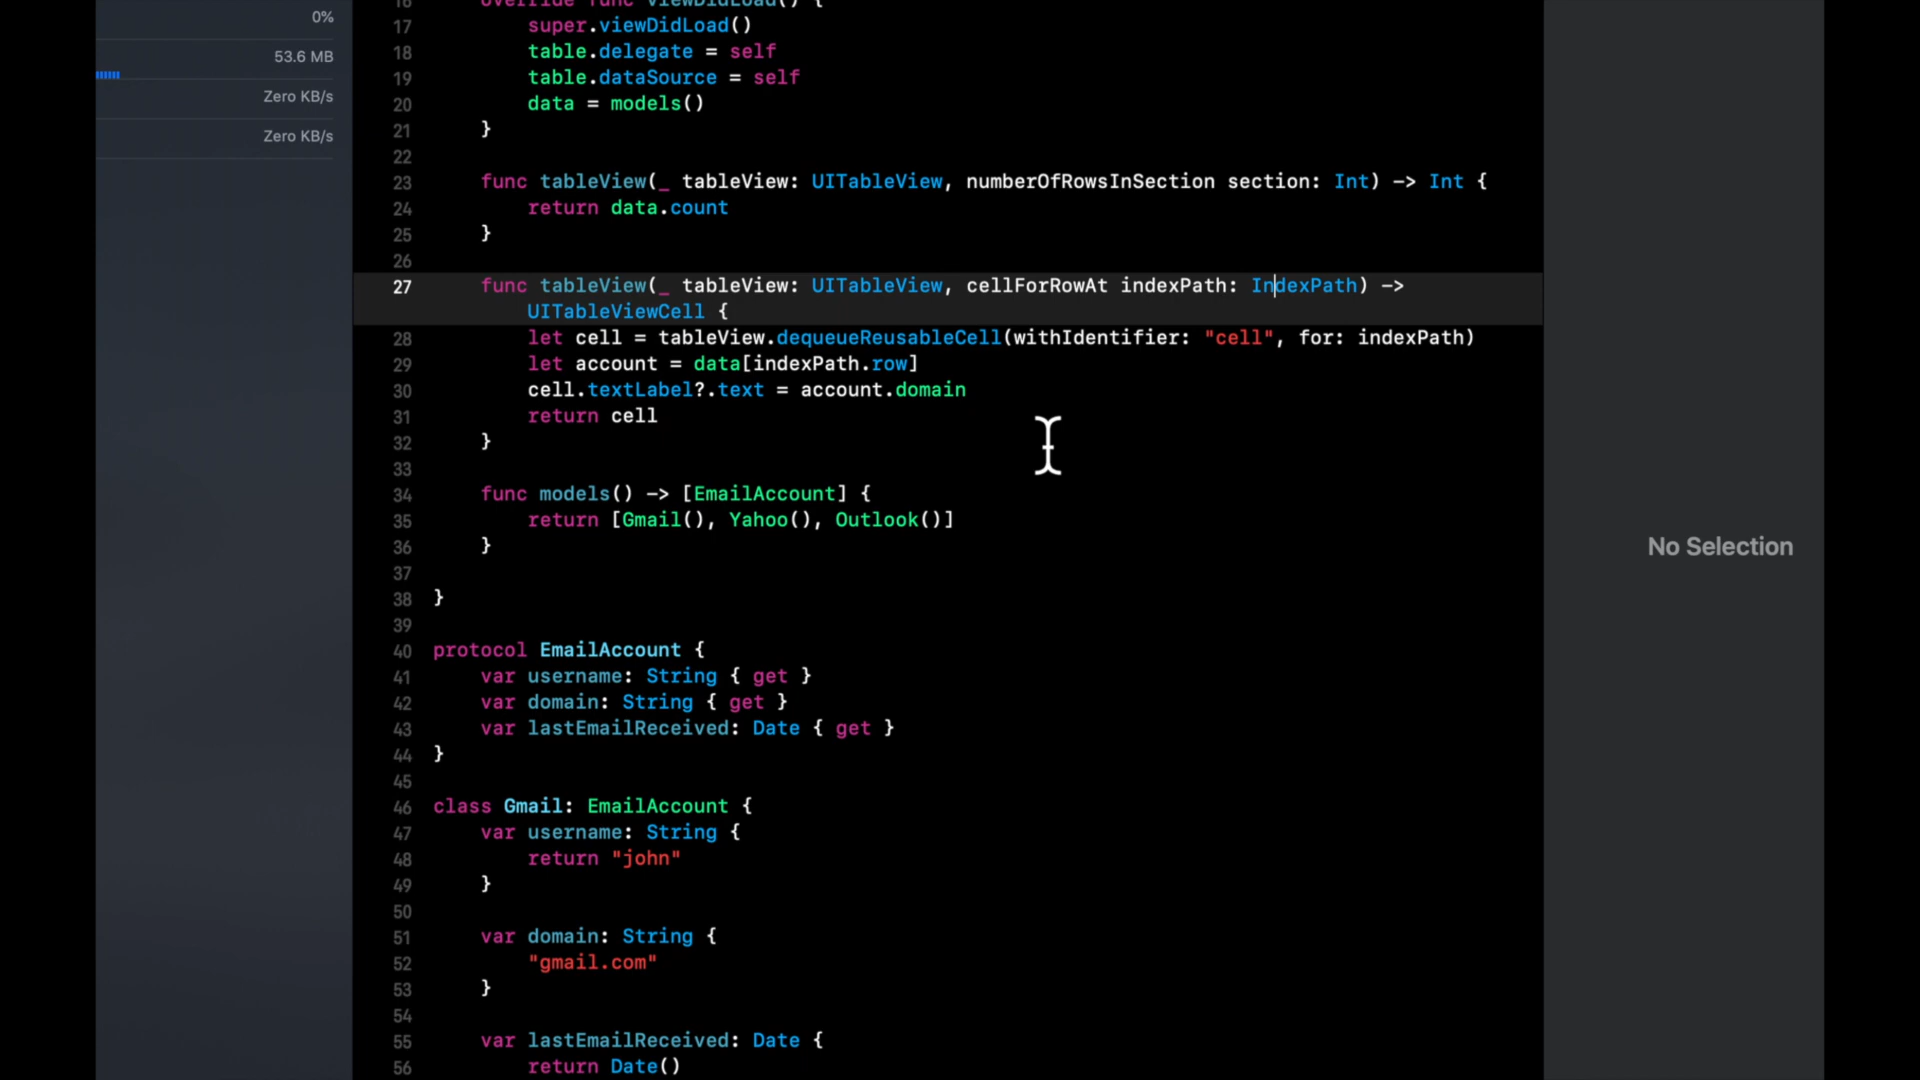 0%
53.6 MB
Zero KB/s
Zero KB/s
16 override func viewDidLoad() {
17 super.viewDidLoad()
18 table.delegate = self
19 table.dataSource = self
20 data = models()
21 }
22
23 func tableView(_ tableView: UITableView, numberOfRowsInSection section: Int) -> Int {
24 return data.count
25 }
26
27 func tableView(_ tableView: UITableView, cellForRowAt indexPath: IndexPath) ->
UITableViewCell {
28 let cell = tableView.dequeueReusableCell(withIdentifier: "cell", for: indexPath)
29 let account = data[indexPath.row]
30 cell.textLabel?.text = account.domain
31 return cell
32 }
33
34 func models() -> [EmailAccount] {
35 return [Gmail(), Yahoo(), Outlook()]
36 }
37
38 }
39
40 protocol EmailAccount {
41 var username: String { get }
42 var domain: String { get }
43 var lastEmailReceived: Date { get }
44 }
45
46 class Gmail: EmailAccount {
47 var username: String {
48 return "john"
49 }
50
51 var domain: String {
52 "gmail.com"
53 }
54
55 var lastEmailReceived: Date {
56 return Date()
No Selection